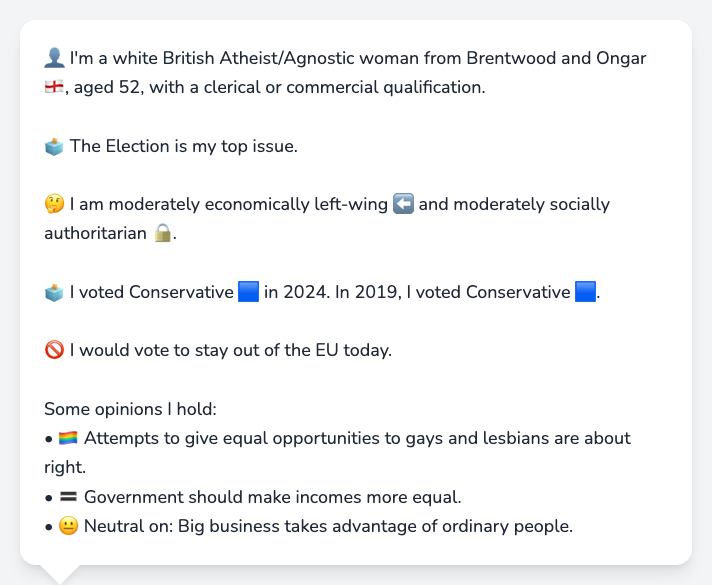 👤 I'm a white British Atheist/Agnostic woman from Brentwood and Ongar
🏴󠁧󠁢󠁥󠁮󠁧󠁿, aged 52, with a clerical or commercial qualification.
🗳️ The Election is my top issue.
🤔 I am moderately economically left-wing ⬅️ and moderately socially
authoritarian 🔒.
🗳️ I voted Conservative 🟦 in 2024. In 2019, I voted Conservative 🟦.
🚫 I would vote to stay out of the EU today.
Some opinions I hold:
• 🏳️‍🌈 Attempts to give equal opportunities to gays and lesbians are about
right.
• 🟰 Government should make incomes more equal.
• 😐 Neutral on: Big business takes advantage of ordinary people.